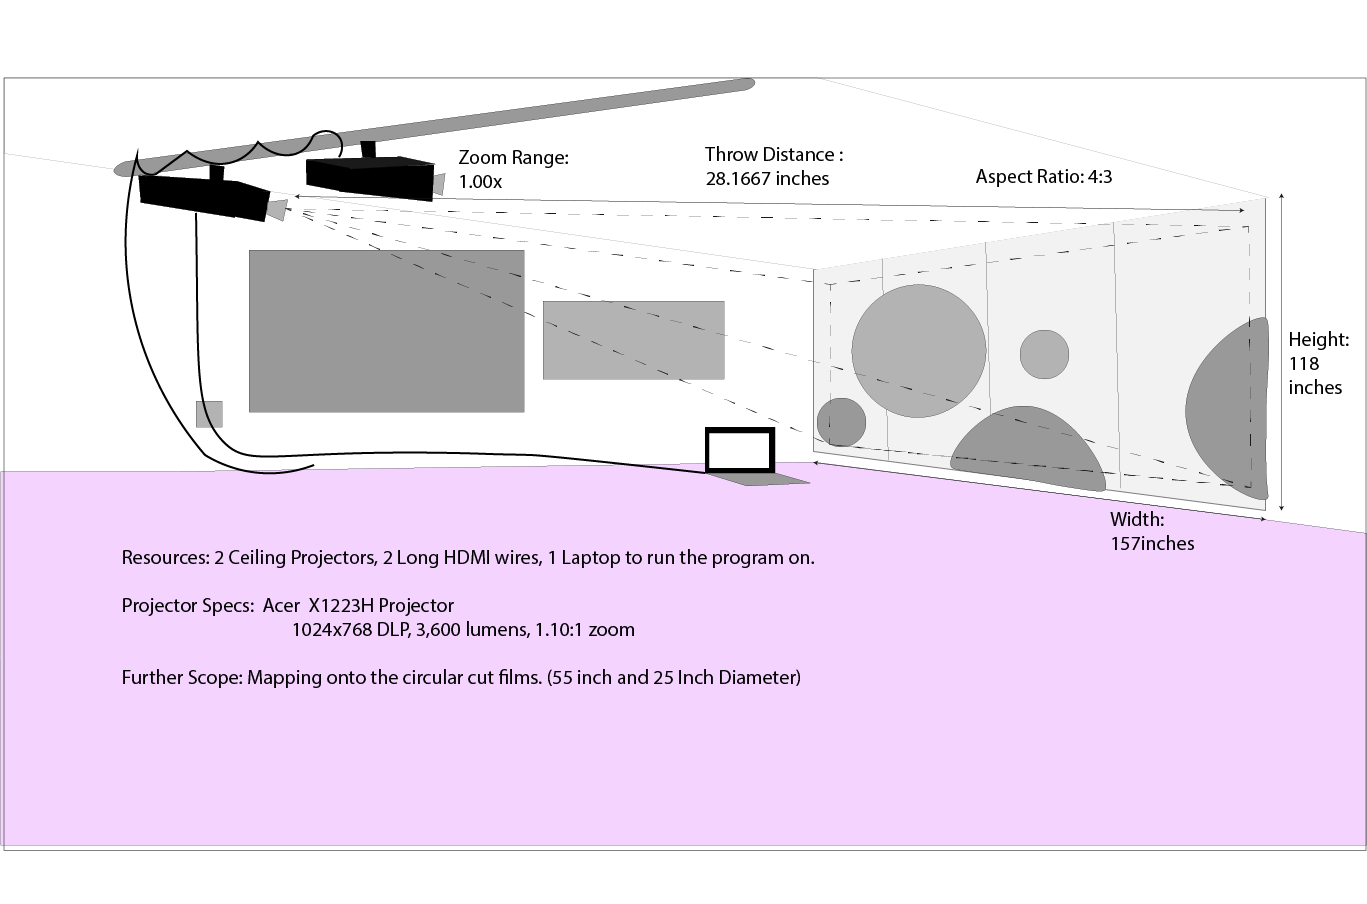 Zoom Range:
1.00x
Throw Distance :
28.1667 inches
Aspect Ratio: 4:3
Height:
118
inches
Width:
157inches
Resources: 2 Ceiling Projectors, 2 Long HDMI wires, 1 Laptop to run the program on.
Projector Specs:  Acer  X1223H Projector
1024x768 DLP, 3,600 lumens, 1.10:1 zoom
Further Scope: Mapping onto the circular cut films. (55 inch and 25 Inch Diameter)